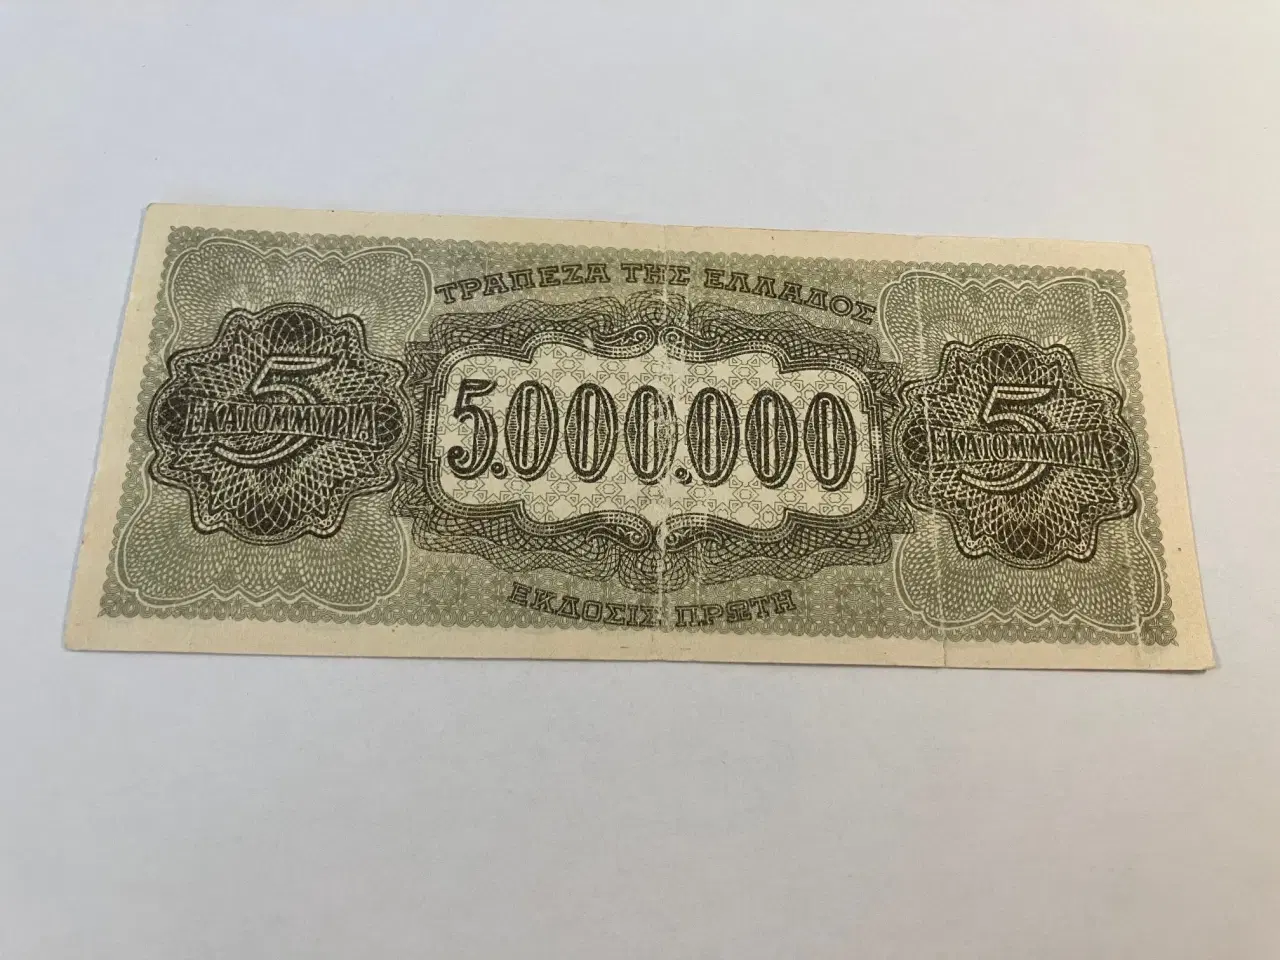 ΤΡΑΠΕΖΑ ΤΗΣ ΕΛΛΑΔΟΣ
5
ΕΚΑΤΟΜΜΥΡΙΑ
5.000.000
5
ΕΚΑΤΟΜΜΥΡΙΑ
ΕΚΔΟΣΙΣ ΠΡΩΤΗ